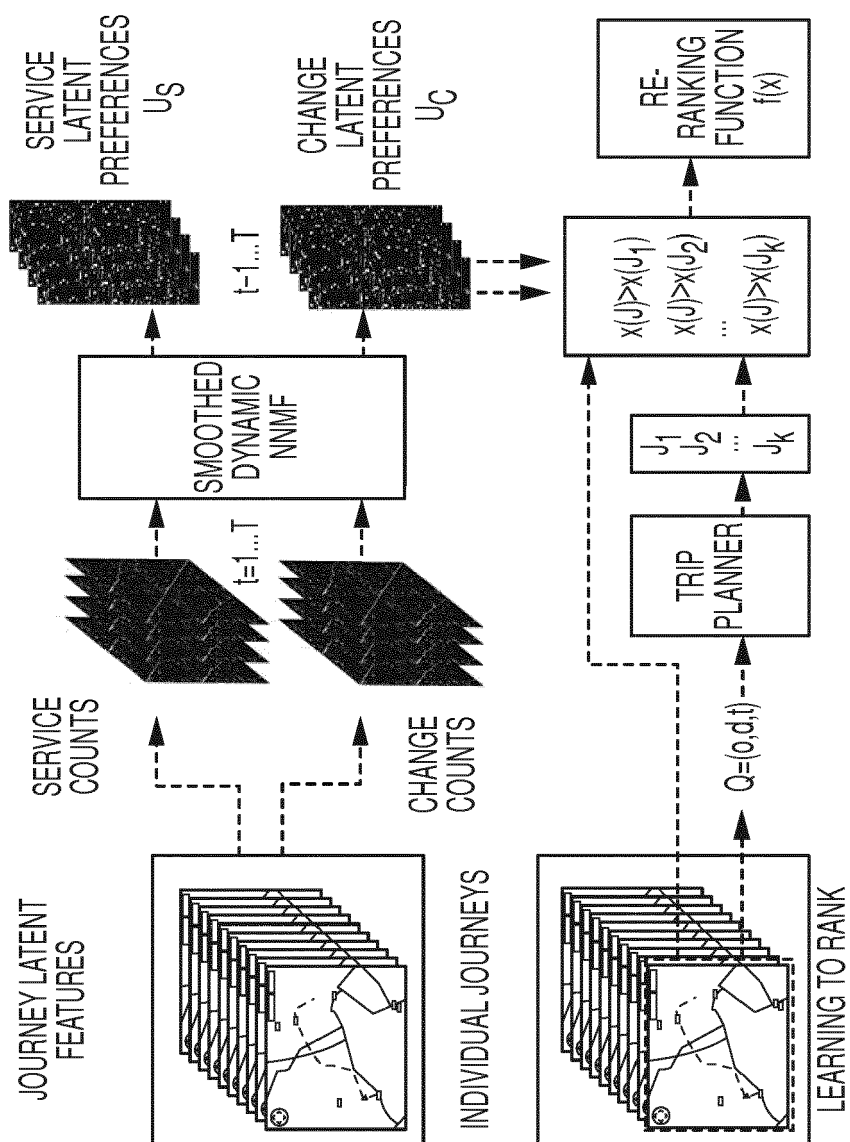 JOURNEY LATENT
FEATURES
SERVICE
COUNTS
CHANGE
COUNTS
t=1...T
SMOOTHED
DYNAMIC
NNMF
SERVICE
LATENT
PREFERENCES
U_S
t-1...T
CHANGE
LATENT
PREFERENCES
U_C
INDIVIDUAL JOURNEYS
LEARNING TO RANK
Q=(o,d,t)
TRIP
PLANNER
J_1
J_2
...
J_k
x(J)>x(J_1)
x(J)>x(J_2)
...
x(J)>x(J_k)
RE-
RANKING
FUNCTION
f(x)